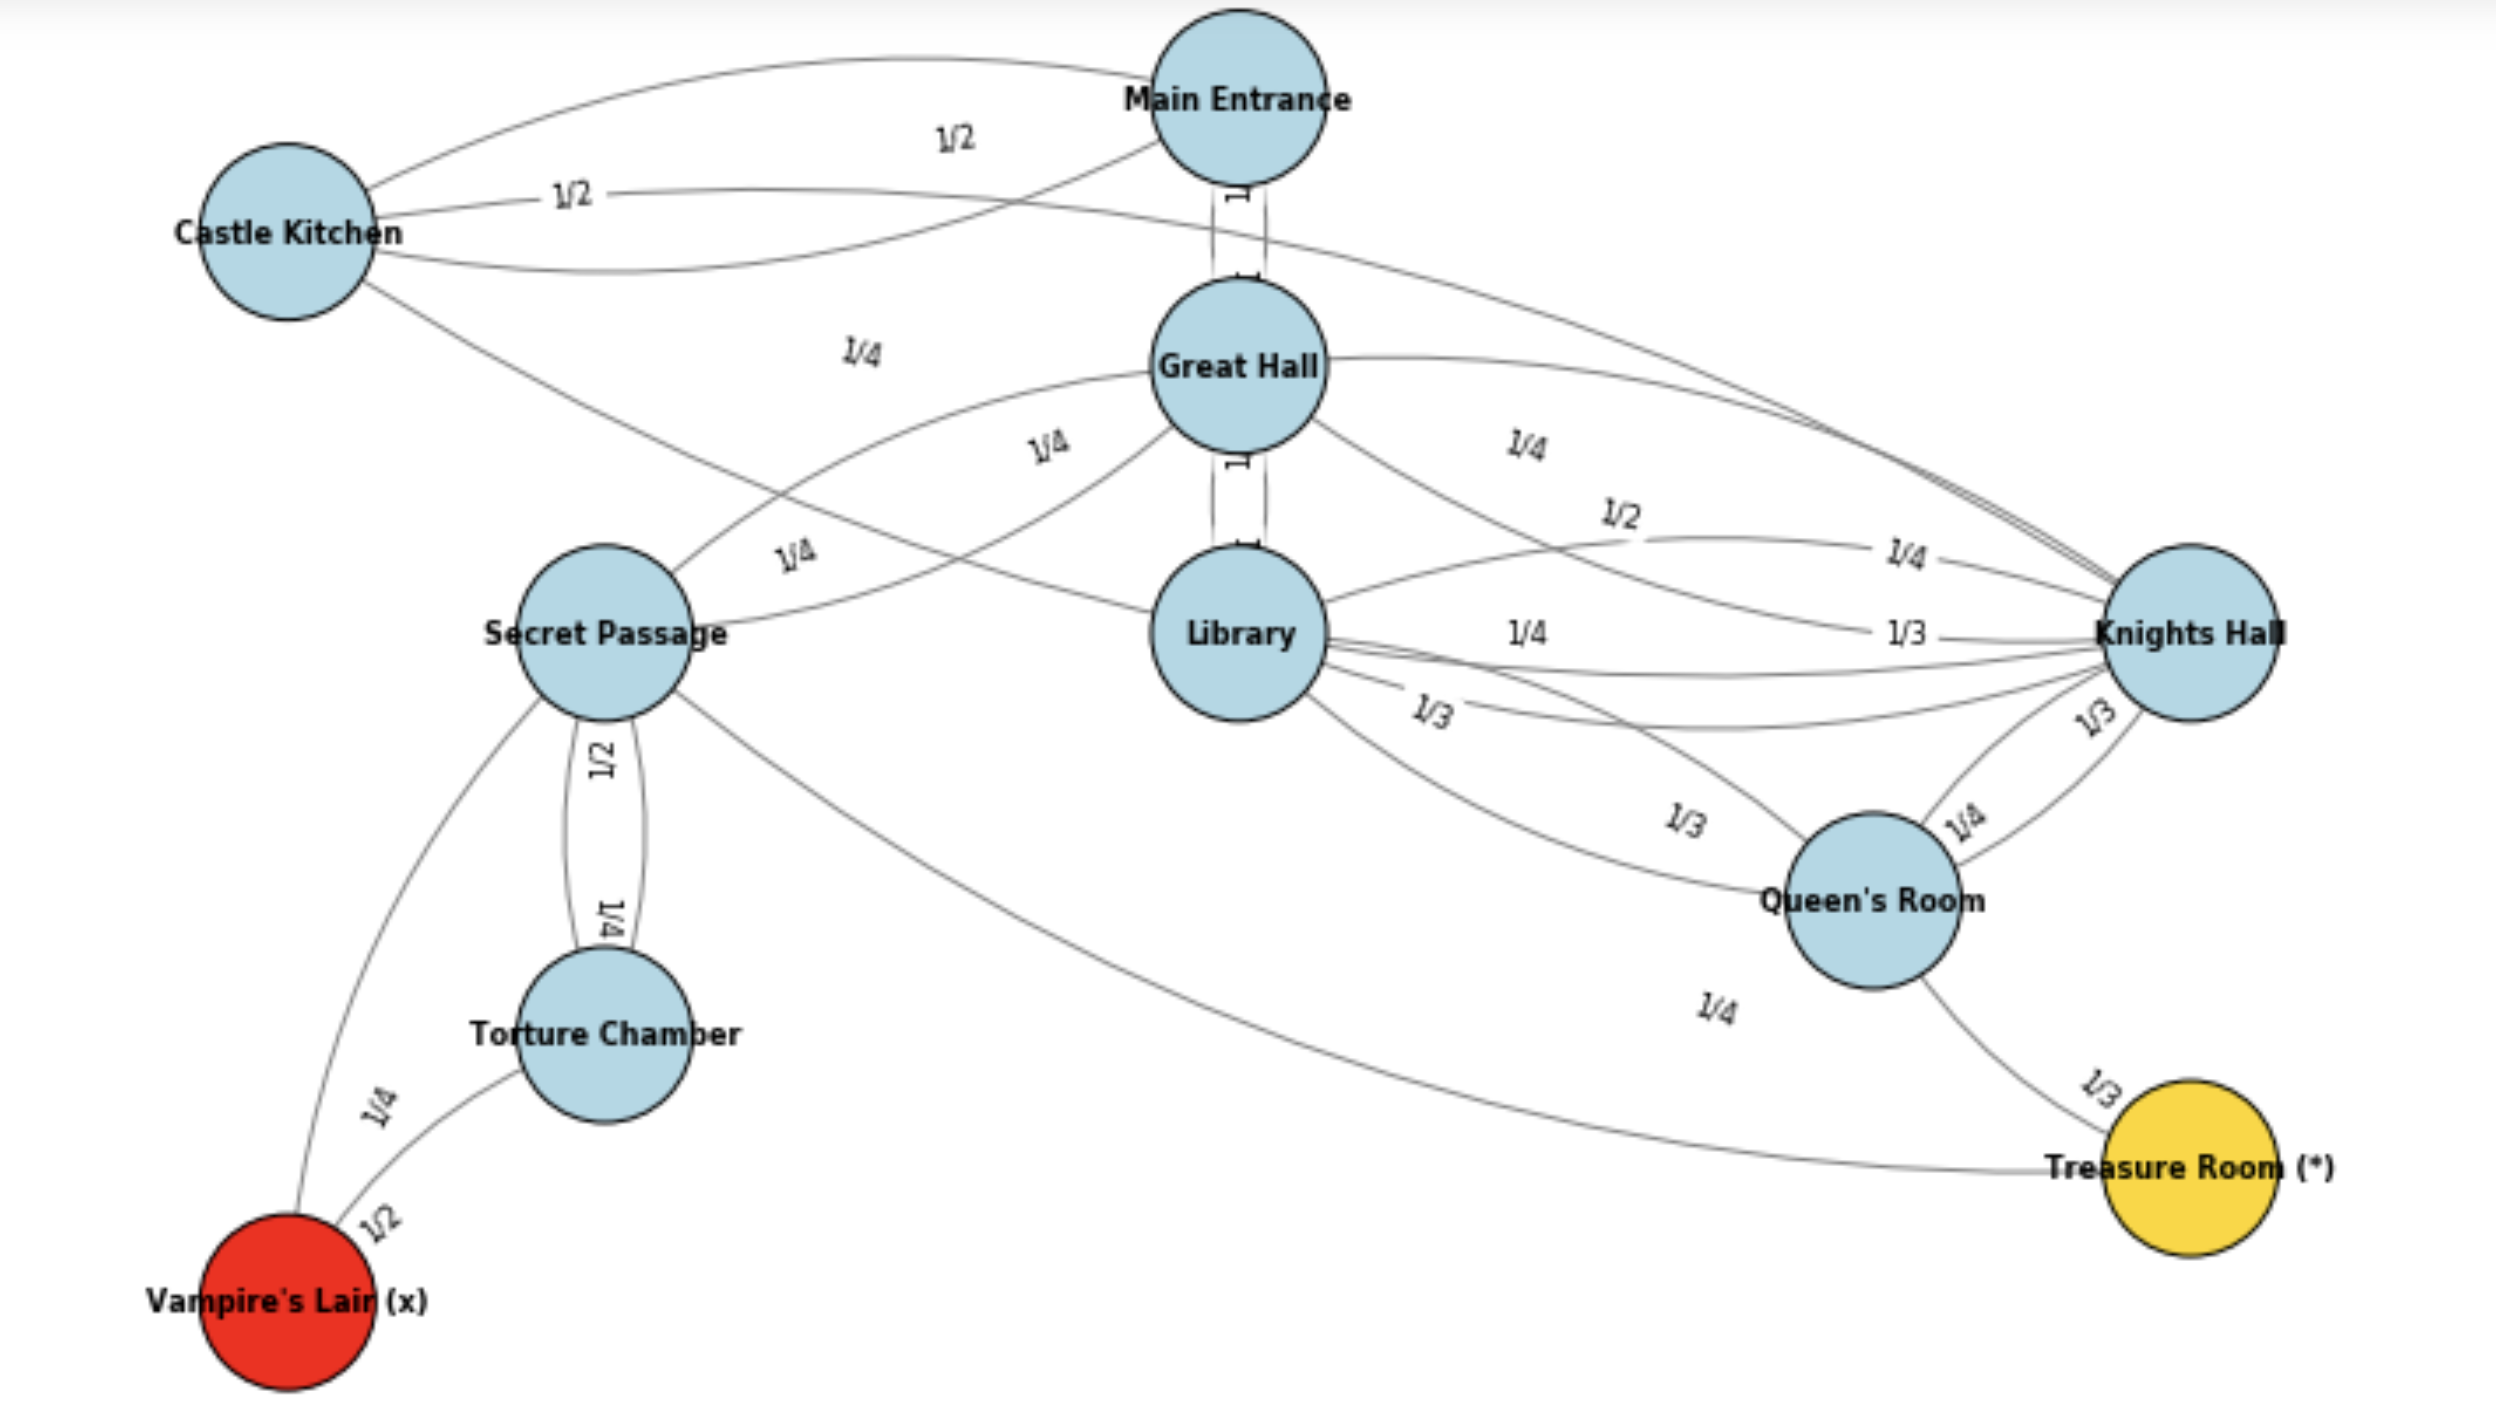 Main Entrance
1/2
1/2
Castle Kitchen
1/4
Great Hall
1/4
1/4
1/2
1/4
1/4
Secret Passage
Library
1/4
1/3
Knights Hall
1/3
1/3
1/2
1/3
1/4
Queen's Room
1/4
1/4
Torture Chamber
1/3
1/4
Treasure Room (*)
1/2
Vampire's Lair (x)